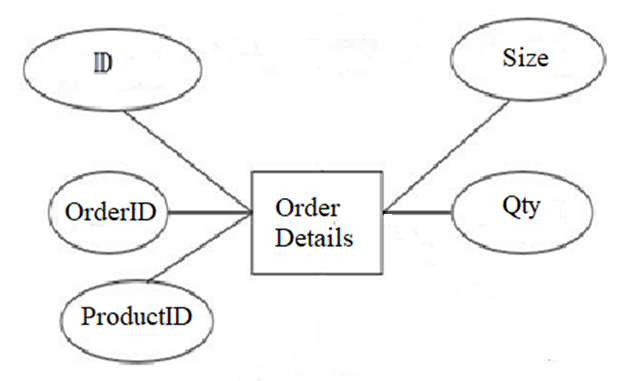 ID
Size
OrderID
Order
Details
Qty
ProductID